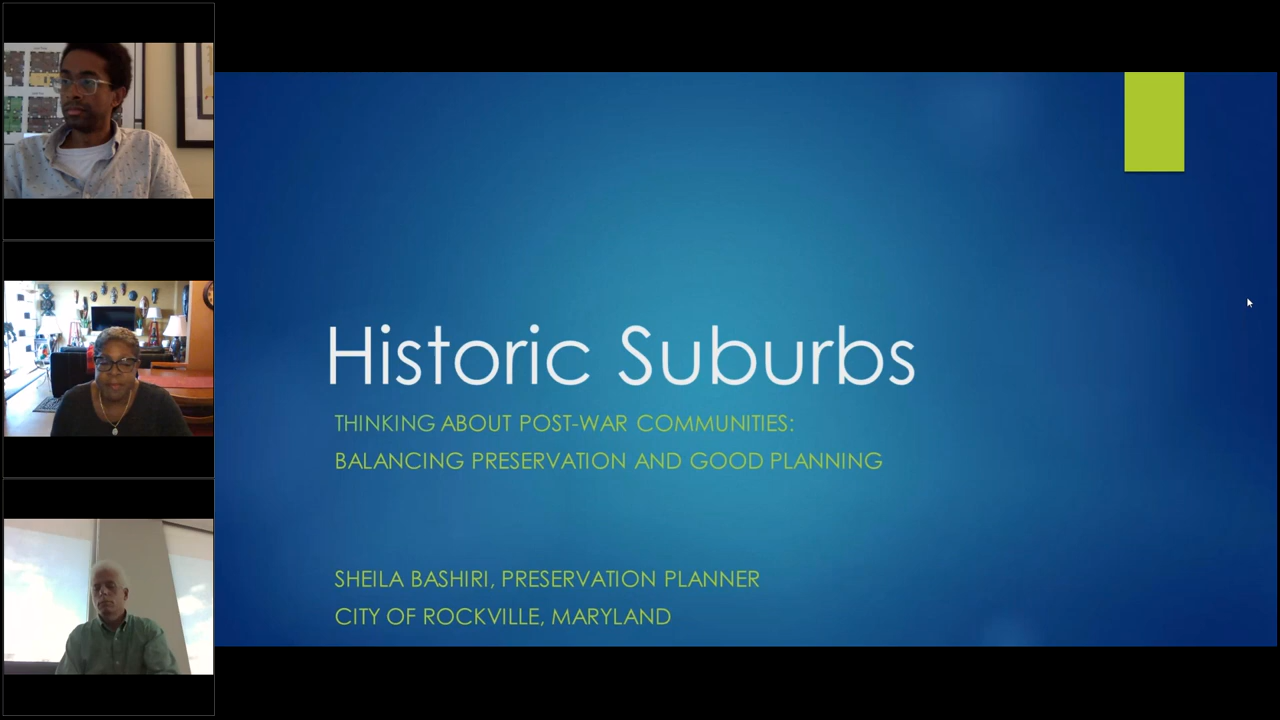 Historic Suburbs
THINKING ABOUT POST-WAR COMMUNITIES:
BALANCING PRESERVATION AND GOOD PLANNING
SHEILA BASHIRI, PRESERVATION PLANNER
CITY OF ROCKVILLE, MARYLAND